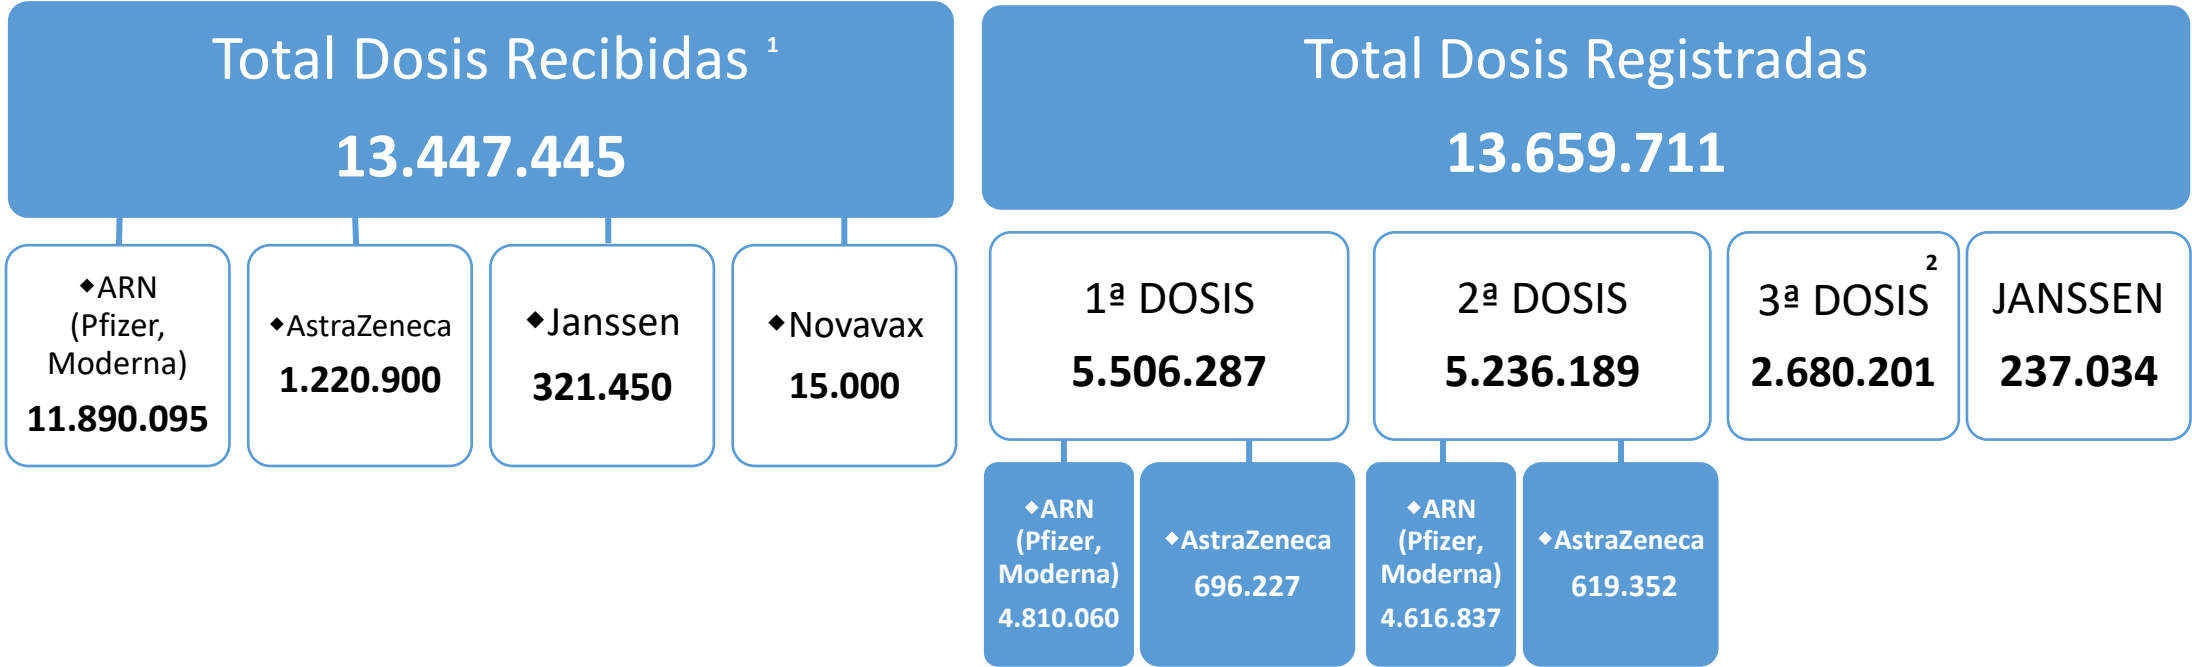 Total Dosis Recibidas 1
13.447.445
◆ARN
(Pfizer,
Moderna)
11.890.095
◆AstraZeneca
1.220.900
◆Janssen
321.450
◆Novavax
15.000
Total Dosis Registradas
13.659.711
1ª DOSIS
5.506.287
2ª DOSIS
5.236.189
3ª DOSIS 2
2.680.201
JANSSEN
237.034
◆ARN
(Pfizer,
Moderna)
4.810.060
◆AstraZeneca
696.227
◆ARN
(Pfizer,
Moderna)
4.616.837
◆AstraZeneca
619.352